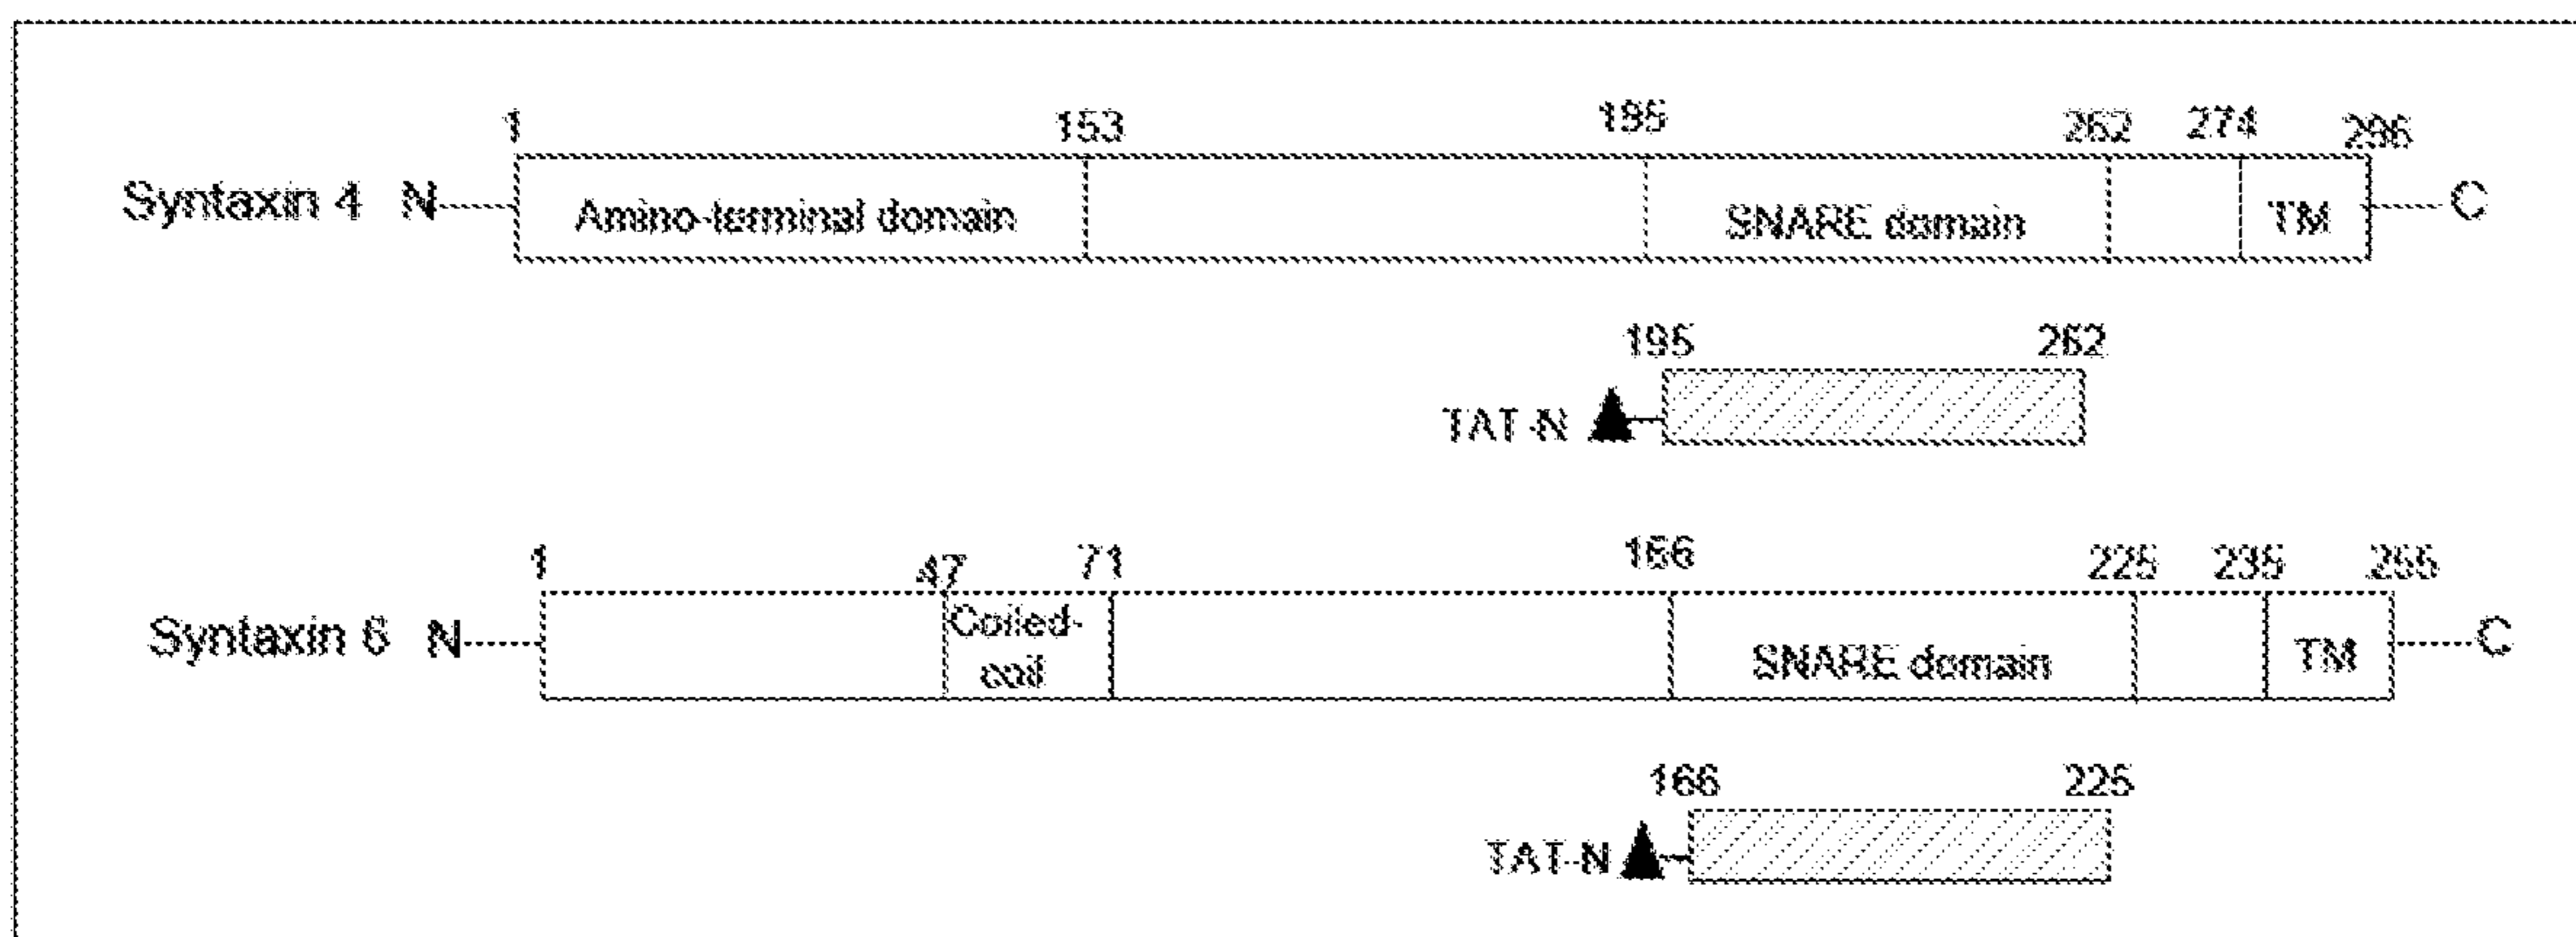 1 153 195 262 274 296
Syntaxin 4 N Amino-terminal domain SNARE domain TM C
195 262
TAT-N
1 47 71 166 225 235 255
Syntaxin 6 N Coiled-
coil SNARE domain TM C
166 225
TAT-N